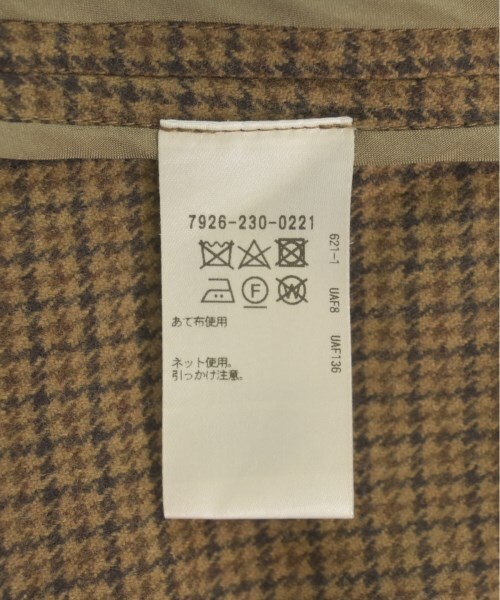 7926-230-0221
F
W
あて布使用
ネット使用。
引っかけ注意。
621-1 UAF8 UAF136